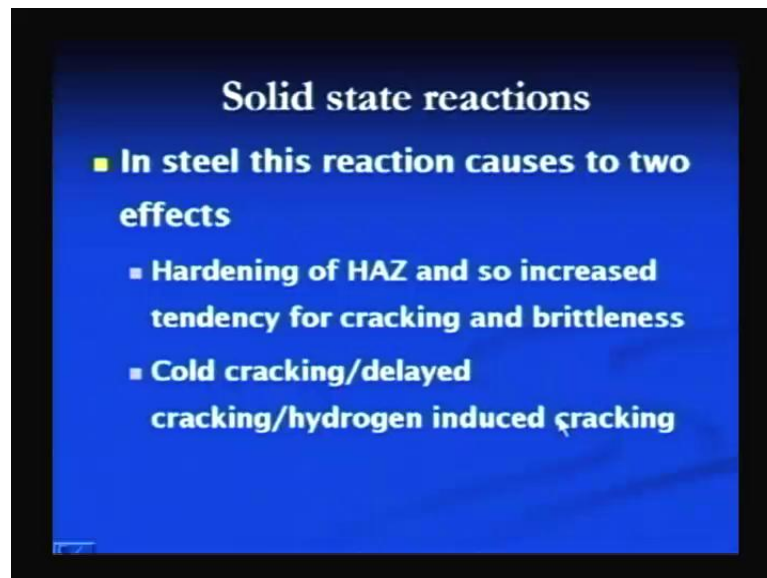 Solid state reactions
In steel this reaction causes to two
effects
Hardening of HAZ and so increased
tendency for cracking and brittleness
Cold cracking/delayed
cracking/hydrogen induced cracking